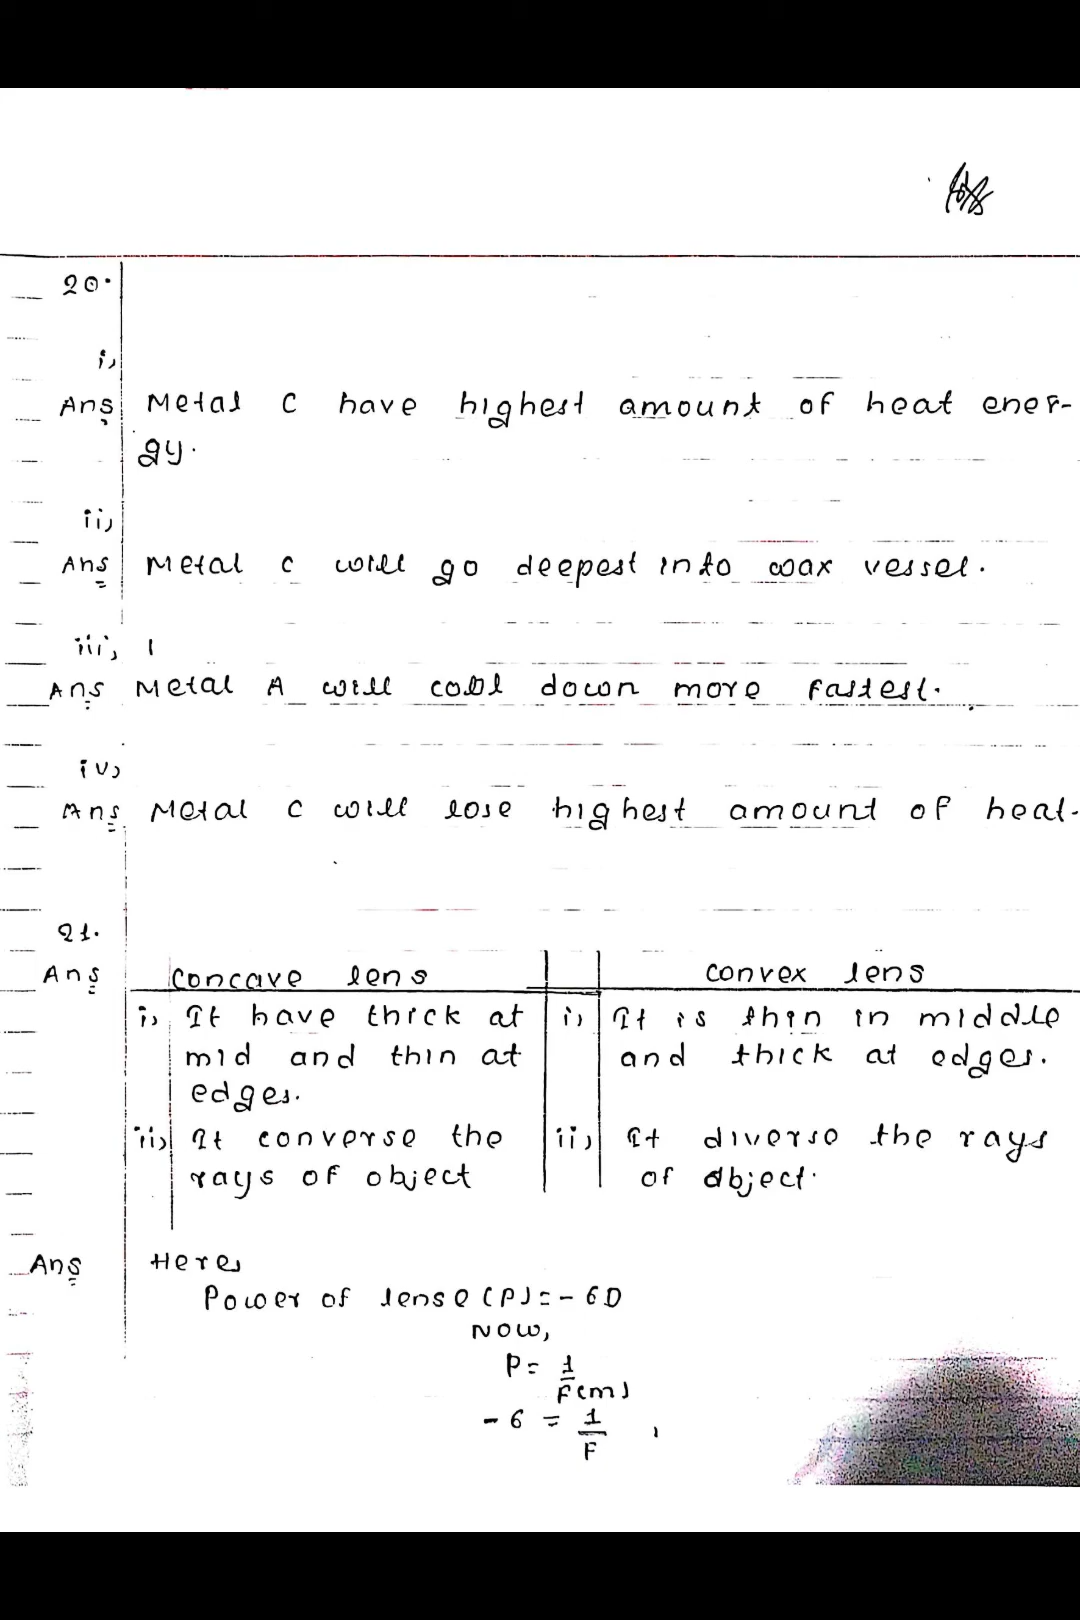 20.
i,
Ans Metal C have highest amount of heat ener-
gy.
ii,
Ans Metal C will go deepest into wax vessel.
iii,
Ans Metal A will cool down more fastest.
iv,
Ans Metal C will lose highest amount of heat.
21.
Ans Concave lens convex lens
i, It have thick at i, It is thin in middle
mid and thin at and thick at edges.
edges.
ii, It converse the ii, It diverse the rays
rays of object of object.
Ans Here,
Power of lense (P) = - 6D
Now,
P = 1
F(m)
- 6 = 1
F